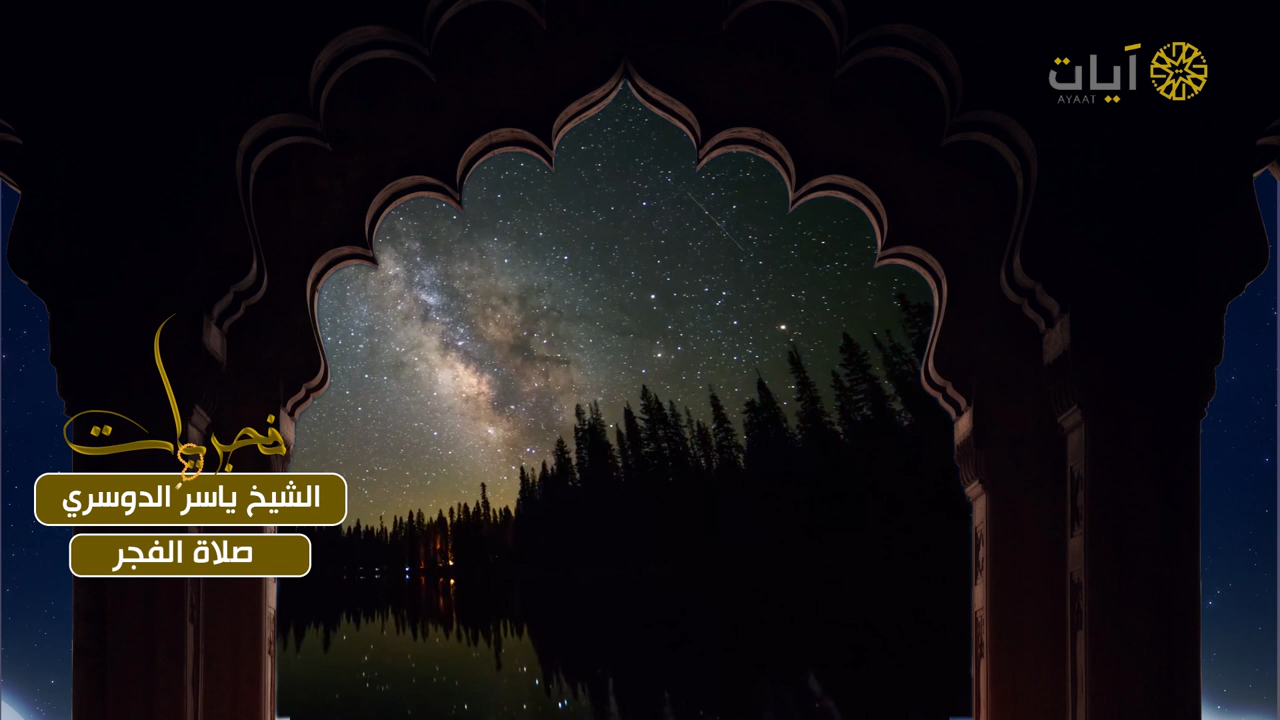 آيات
AYAAT
فجريات
الشيخ ياسر الدوسري
صلاة الفجر